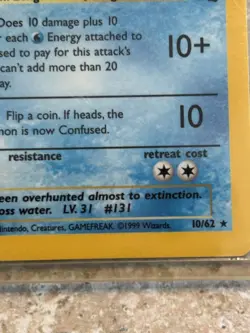 Does 10 damage plus 10
each Energy attached to
sed to pay for this attack's
can't add more than 20
ay.
10+
Flip a coin. If heads, the
mon is now Confused.
10
resistance retreat cost
een overhunted almost to extinction.
oss water. LV. 31 #131
intendo, Creatures, GAMEFREAK. ©1999 Wizards. 10/62 ★